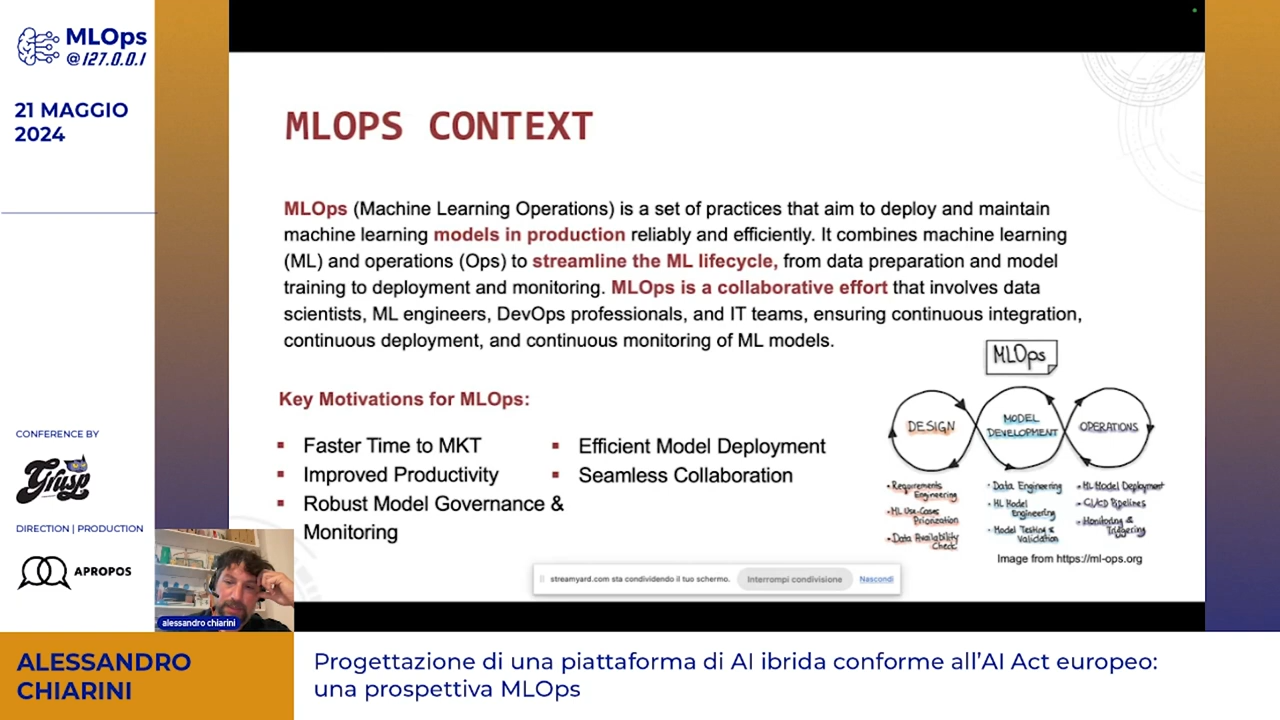 MLOps
@127.0.0.1
21 MAGGIO
2024
CONFERENCE BY
Grusp
DIRECTION | PRODUCTION
APROPOS
MLOPS CONTEXT
MLOps (Machine Learning Operations) is a set of practices that aim to deploy and maintain
machine learning models in production reliably and efficiently. It combines machine learning
(ML) and operations (Ops) to streamline the ML lifecycle, from data preparation and model
training to deployment and monitoring. MLOps is a collaborative effort that involves data
scientists, ML engineers, DevOps professionals, and IT teams, ensuring continuous integration,
continuous deployment, and continuous monitoring of ML models.
Key Motivations for MLOps:
Faster Time to MKT
Improved Productivity
Robust Model Governance &
Monitoring
Efficient Model Deployment
Seamless Collaboration
MLOps
DESIGN
MODEL
DEVELOPMENT
OPERATIONS
• Requirements
Engineering
• ML Use-Cases
Priorization
• Data Availability
Check
• Data Engineering
• ML Model
Engineering
• Model Testing &
Validation
• ML Model Deployment
• CI/CD Pipelines
• Monitoring &
Triggering
Image from https://ml-ops.org
streamyard.com sta condividendo il tuo schermo.
Interrompi condivisione
Nascondi
alessandro chiarini
ALESSANDRO
CHIARINI
Progettazione di una piattaforma di AI ibrida conforme all'AI Act europeo:
una prospettiva MLOps